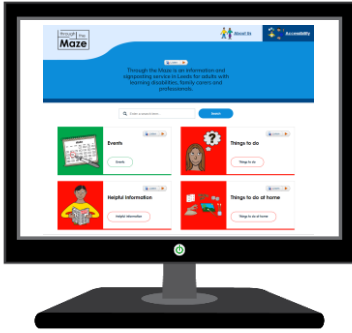 through the
Maze
About Us
Accessibility
Through the Maze is an information and
signposting service in Leeds for adults with
learning disabilities, family carers and
professionals.
Search
Events
Events
Things to do
Things to do
Helpful information
Helpful information
Things to do at home
Things to do at home